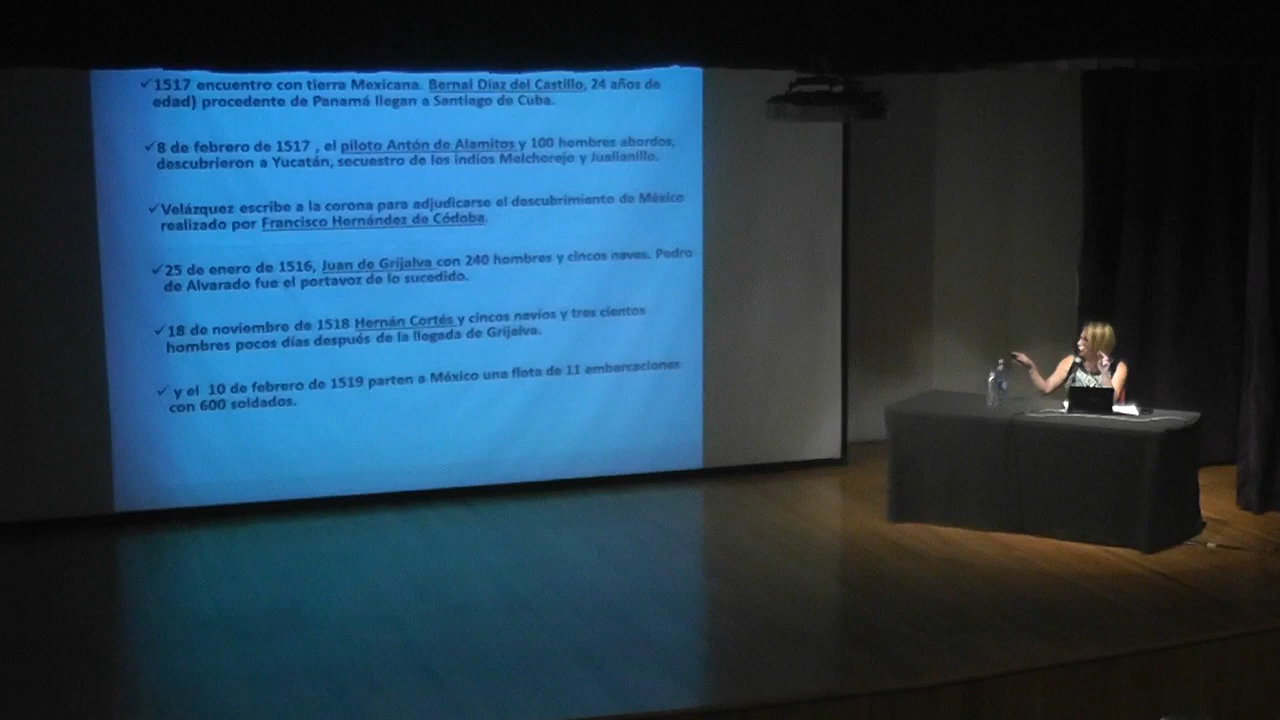 ✓1517 encuentro con tierra Mexicana. Bernal Díaz del Castillo, 24 años de
edad) procedente de Panamá llegan a Santiago de Cuba.
✓8 de febrero de 1517 , el piloto Antón de Alamitos y 100 hombres abordos,
descubrieron a Yucatán, secuestro de los indios Melchorejo y
✓Velázquez escribe a la corona para adjudicarse el descubrimiento de México
realizado por Francisco Hernández de Códoba.
✓25 de enero de 1516, Juan de Grijalva con 240 hombres y cincos naves. Pedro
de Alvarado fue el portavoz de lo sucedido.
✓18 de noviembre de 1518 Hernán Cortés y cincos navíos y tres cientos
hombres pocos días después de la llegada de Grijalva.
✓ y el 10 de febrero de 1519 parten a México una flota de 11 embarcaciones
con 600 soldados.